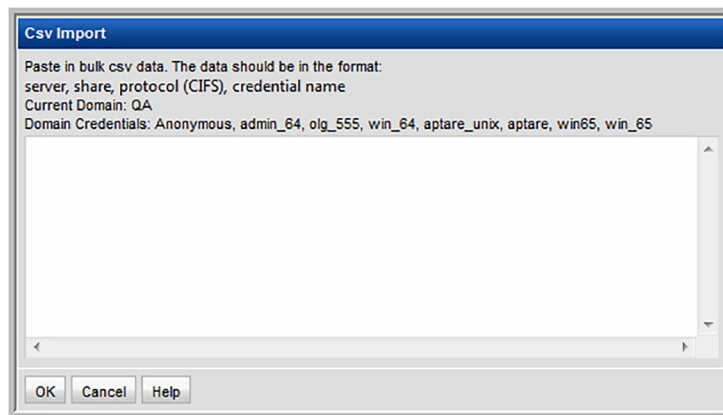 Csv Import
Paste in bulk csv data. The data should be in the format:
server, share, protocol (CIFS), credential name
Current Domain: QA
Domain Credentials: Anonymous, admin_64, olg_555, win_64, aptare_unix, aptare, win65, win_65
OK Cancel Help